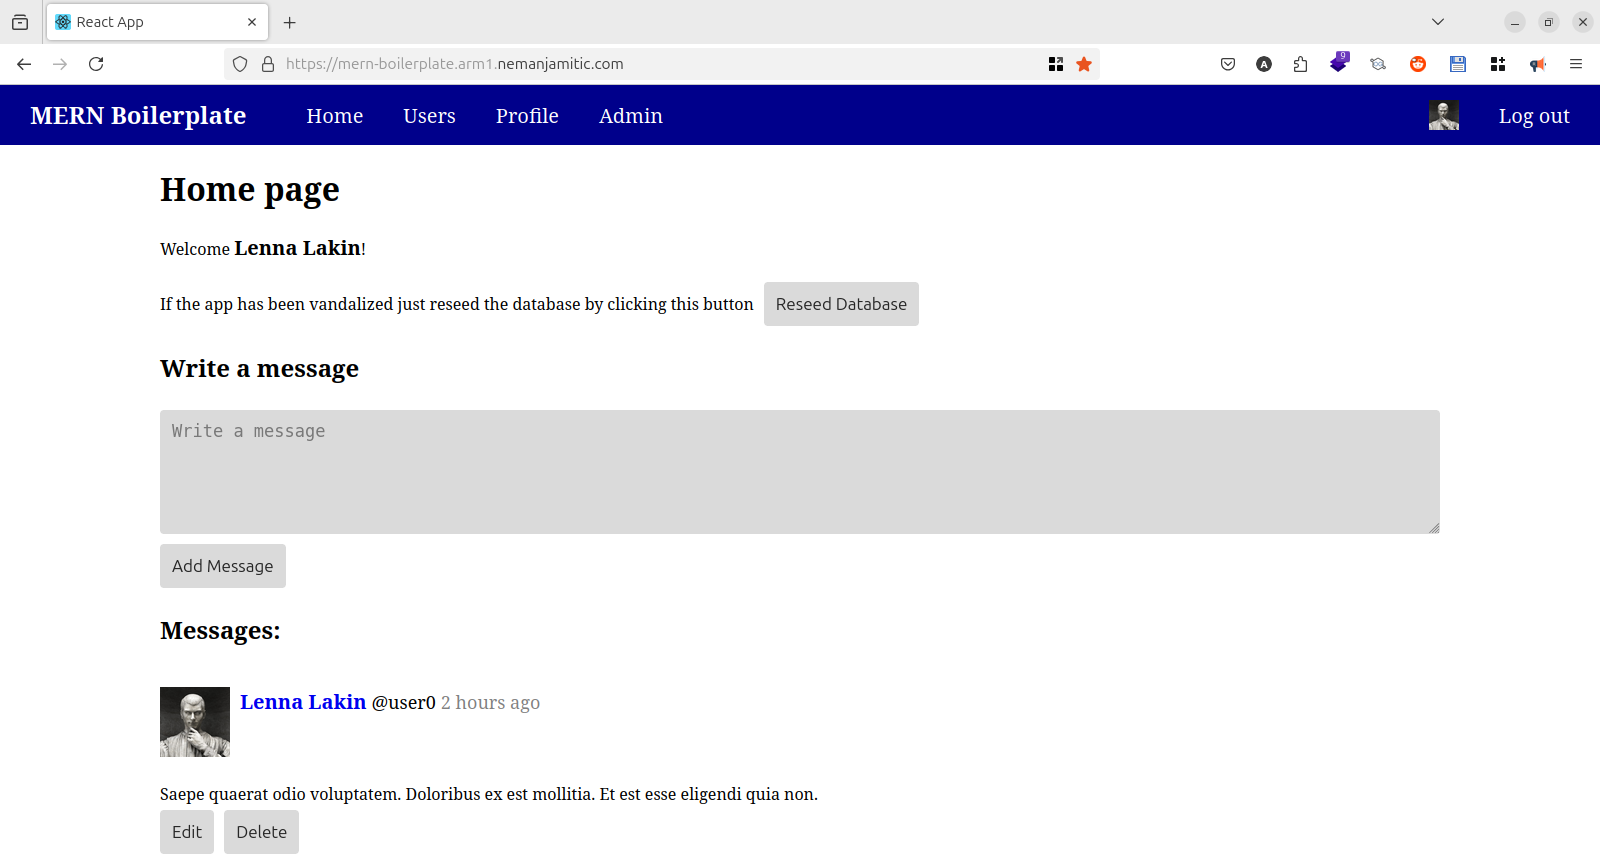 React App
https://mern-boilerplate.arm1.nemanjamitic.com
A
9
MERN Boilerplate Home Users Profile Admin Log out
Home page
Welcome Lenna Lakin!
If the app has been vandalized just reseed the database by clicking this button Reseed Database
Write a message
Write a message
Add Message
Messages:
Lenna Lakin @user0 2 hours ago
Saepe quaerat odio voluptatem. Doloribus ex est mollitia. Et est esse eligendi quia non.
Edit Delete